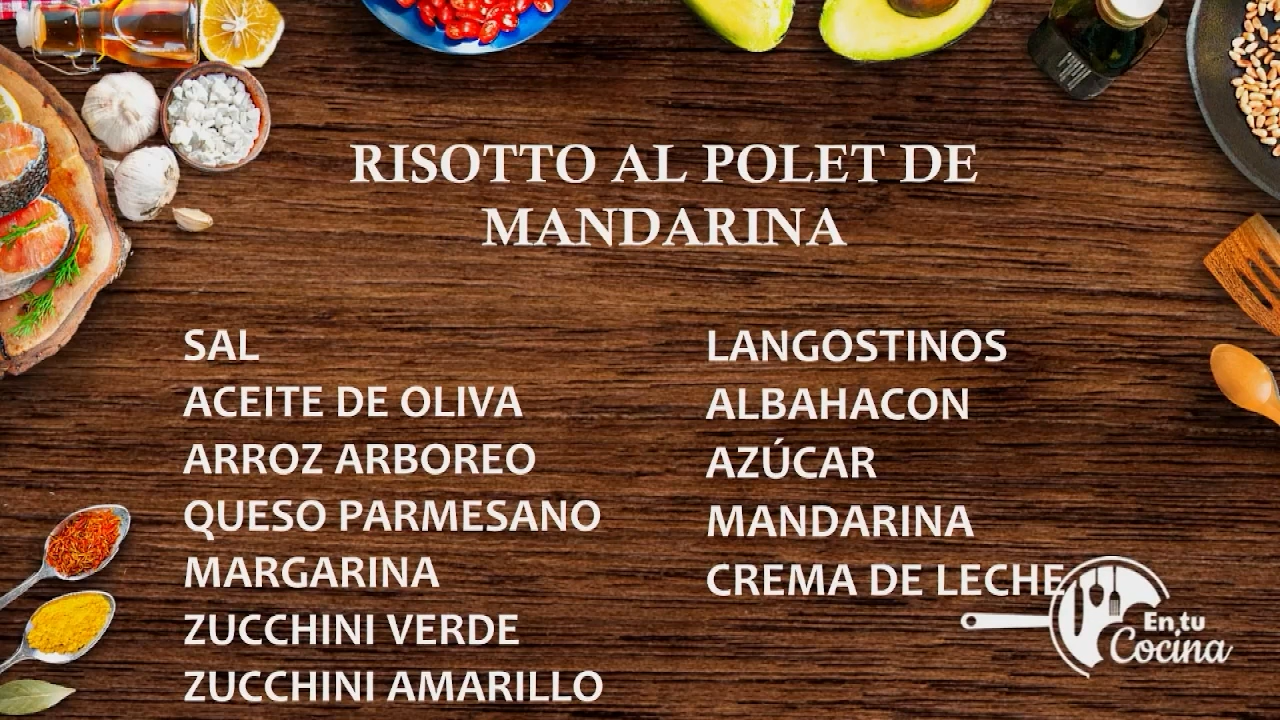 RISOTTO AL POLET DE
MANDARINA
SAL
ACEITE DE OLIVA
ARROZ ARBOREO
QUESO PARMESANO
MARGARINA
ZUCCHINI VERDE
ZUCCHINI AMARILLO
LANGOSTINOS
ALBAHACON
AZÚCAR
MANDARINA
CREMA DE LECHE
En tu
Cocina